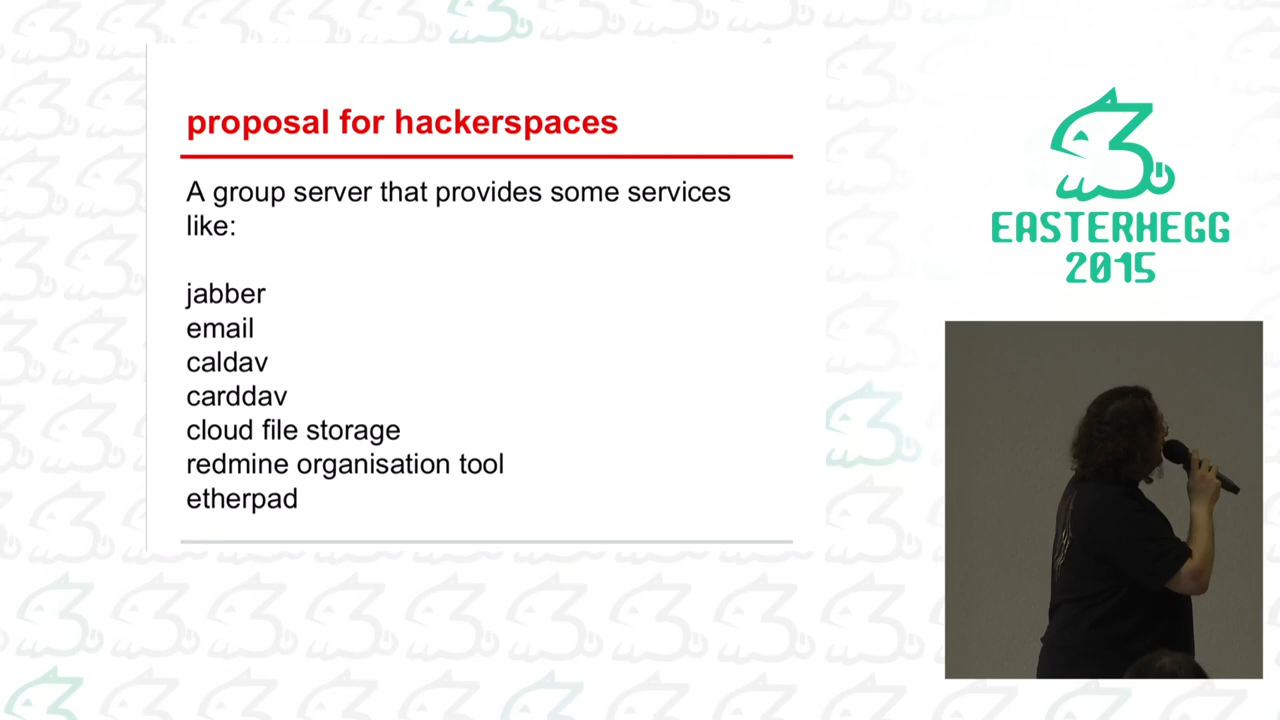 proposal for hackerspaces
A group server that provides some services
like:
jabber
email
caldav
carddav
cloud file storage
redmine organisation tool
etherpad
EASTERHEGG
2015